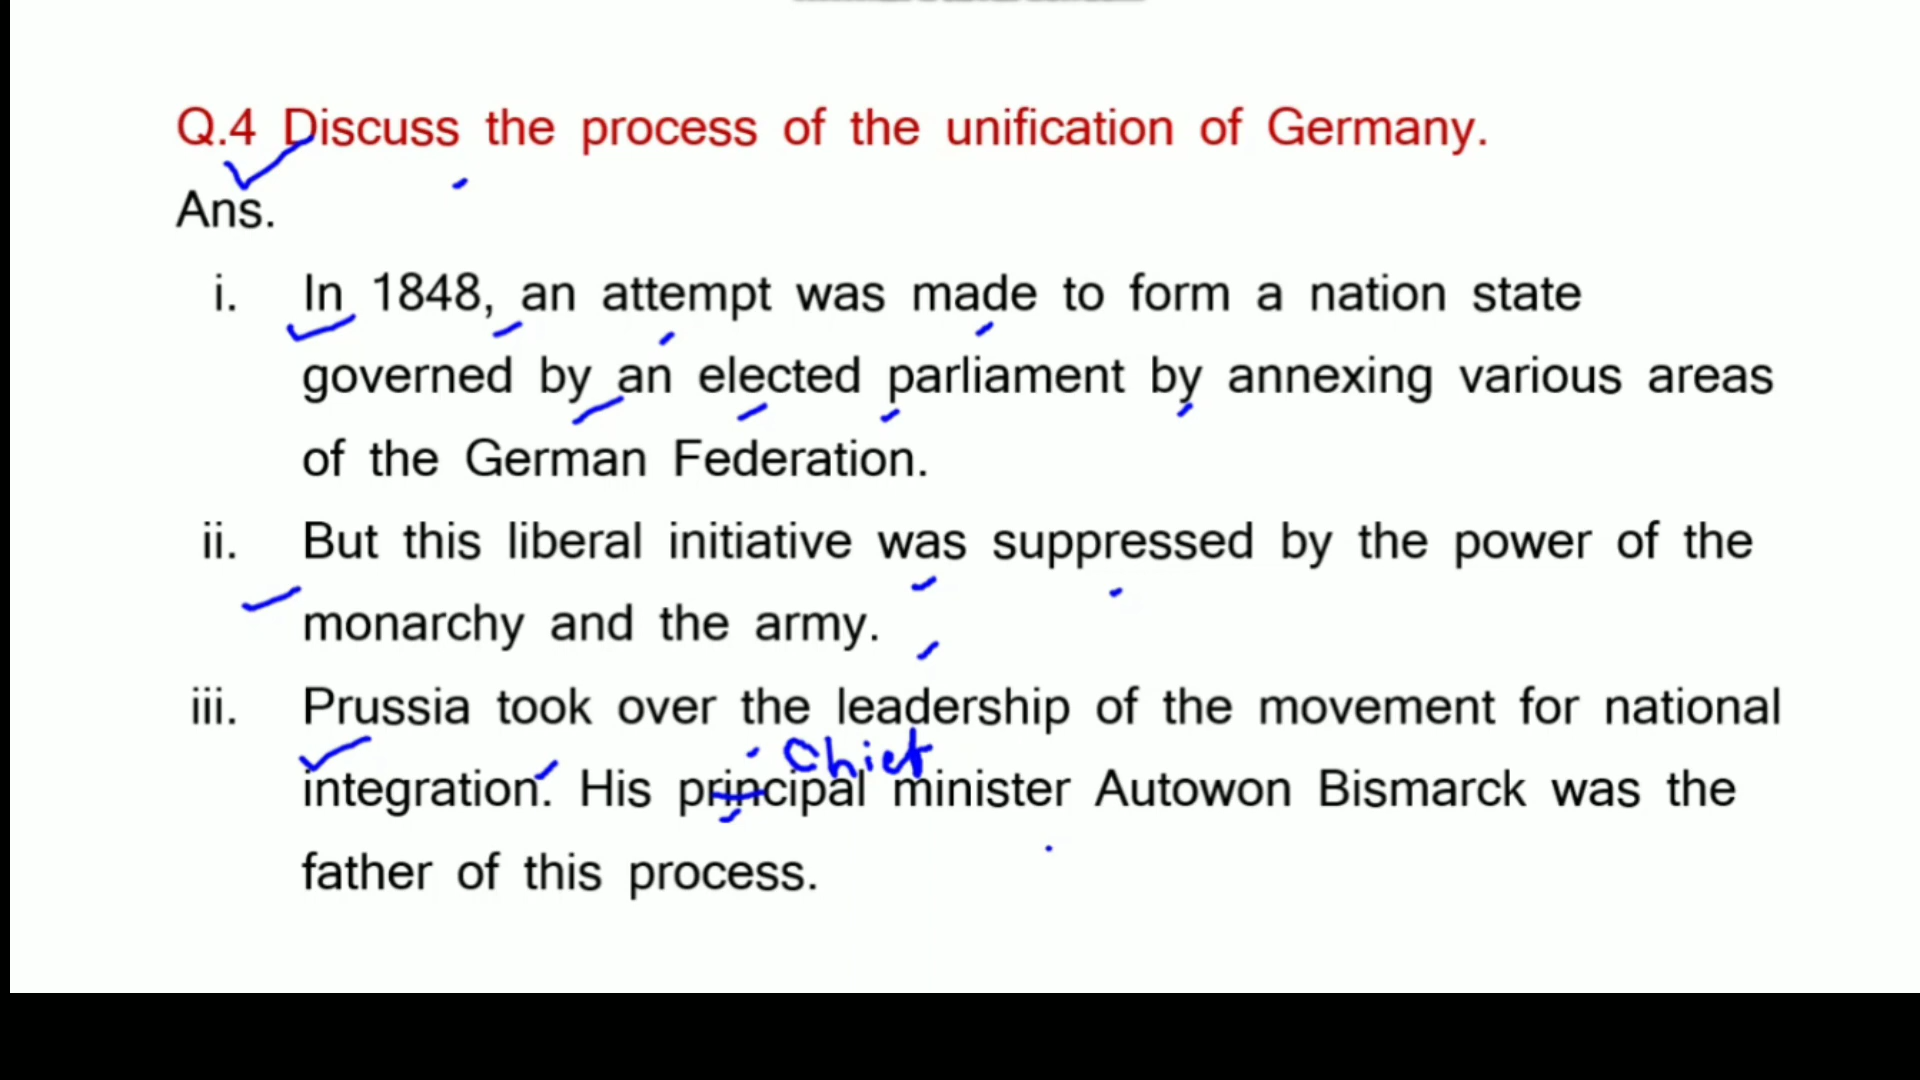 Q.4 Discuss the process of the unification of Germany.
Ans.
i. In 1848, an attempt was made to form a nation state
governed by an elected parliament by annexing various areas
of the German Federation.
ii. But this liberal initiative was suppressed by the power of the
monarchy and the army.
iii. Prussia took over the leadership of the movement for national
Chief
integration. His principal minister Autowon Bismarck was the
father of this process.